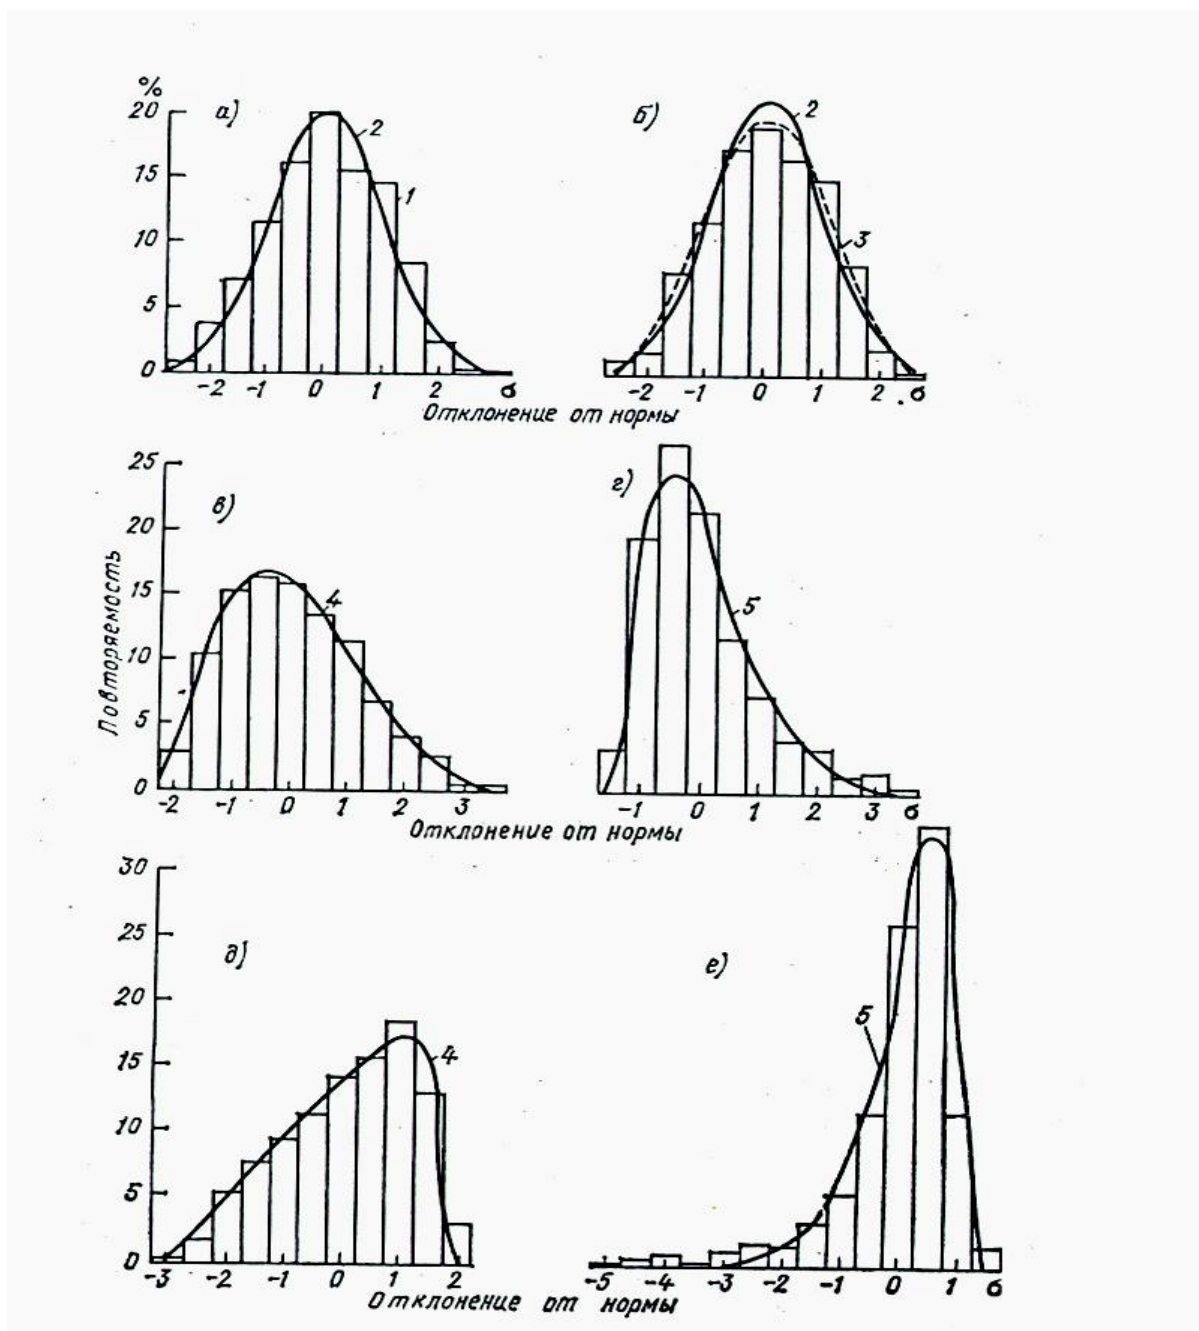 %
а) б)
20
15
10
5
0
2
1
2
3
-2 -1 0 1 2 σ
-2 -1 0 1 2 σ
Отклонение от нормы
Повторяемость
в) г)
25
20
15
10
5
0
4
5
-2 -1 0 1 2 3
-1 0 1 2 3 σ
Отклонение от нормы
д) е)
30
25
20
15
10
5
0
4
5
-3 -2 -1 0 1 2
-5 -4 -3 -2 -1 0 1 σ
Отклонение от нормы